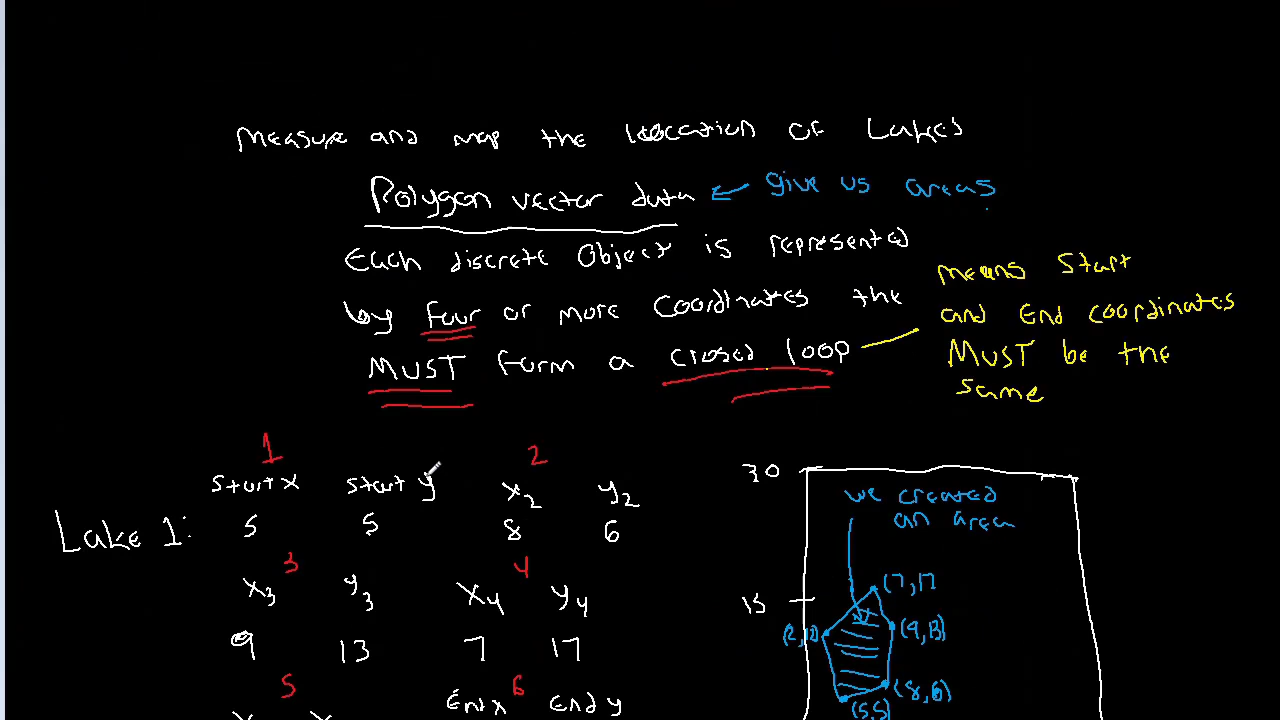 Measure and map the location of Lakes
Polygon vector data
give us areas
Each discrete Object is represented
by four or more coordinates the
MUST form a closed loop
means Start
and End coordinates
MUST be the
same
1
2
Start x Start y x2 y2
Lake 1: 5 5 8 6
3
4
x3 y3 x4 y4
9 13 7 17
5
6
End x End y
30
15
we created
an area
(7,17
(9,13)
(8,6)
(5,5)